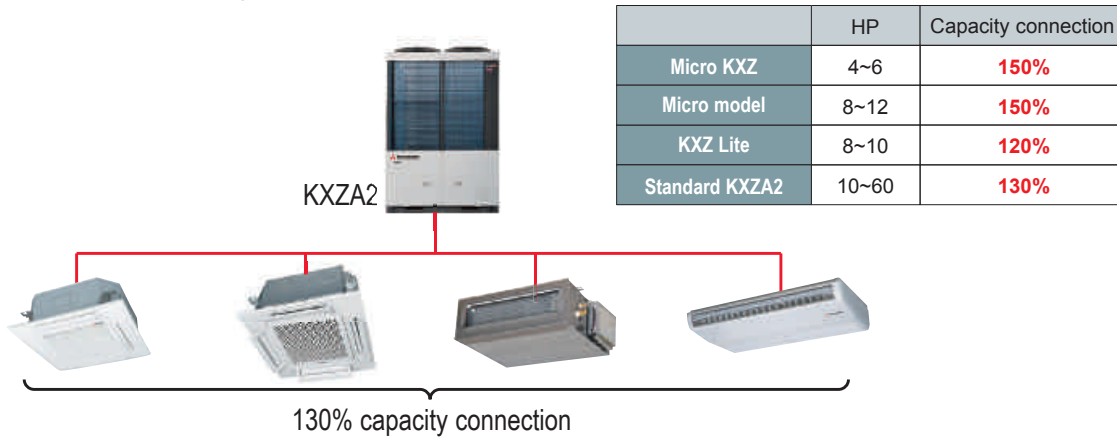 HP Capacity connection
Micro KXZ 4~6 150%
Micro model 8~12 150%
KXZ Lite 8~10 120%
Standard KXZA2 10~60 130%
KXZA2
130% capacity connection